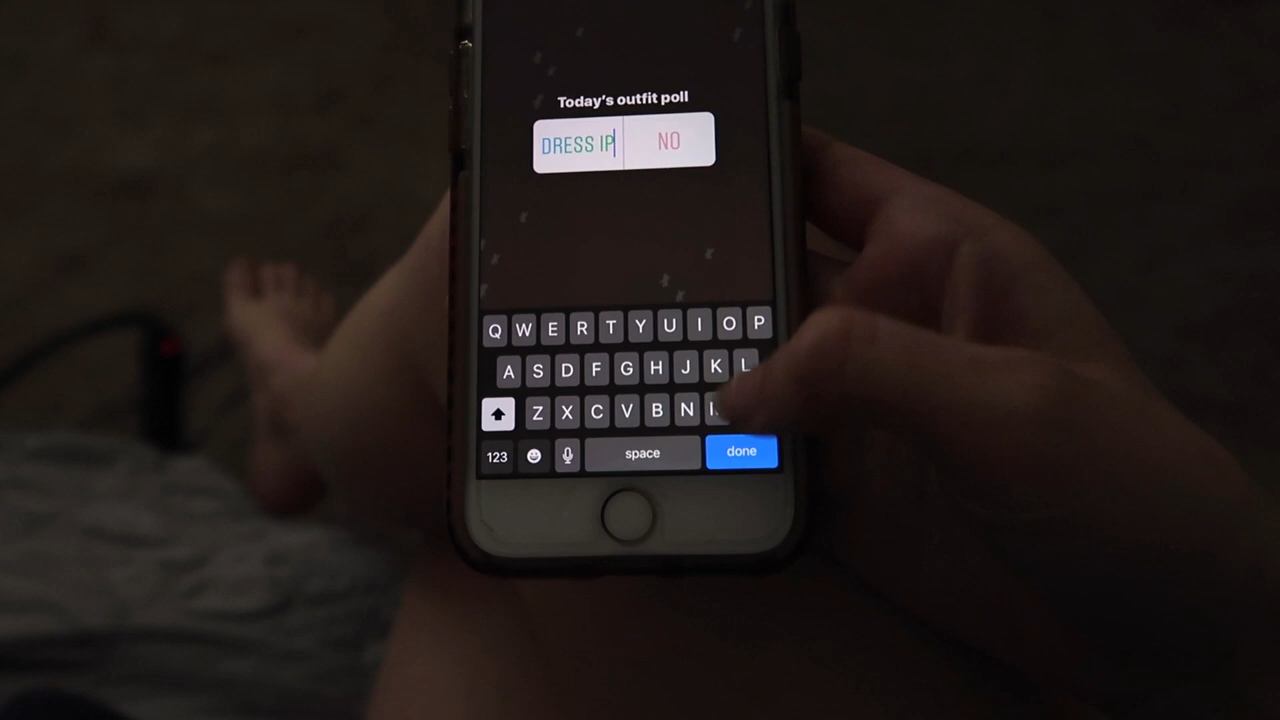 Today's outfit poll
DRESS IP NO
Q W E R T Y U I O P
A S D F G H J K L
Z X C V B N
123 space done